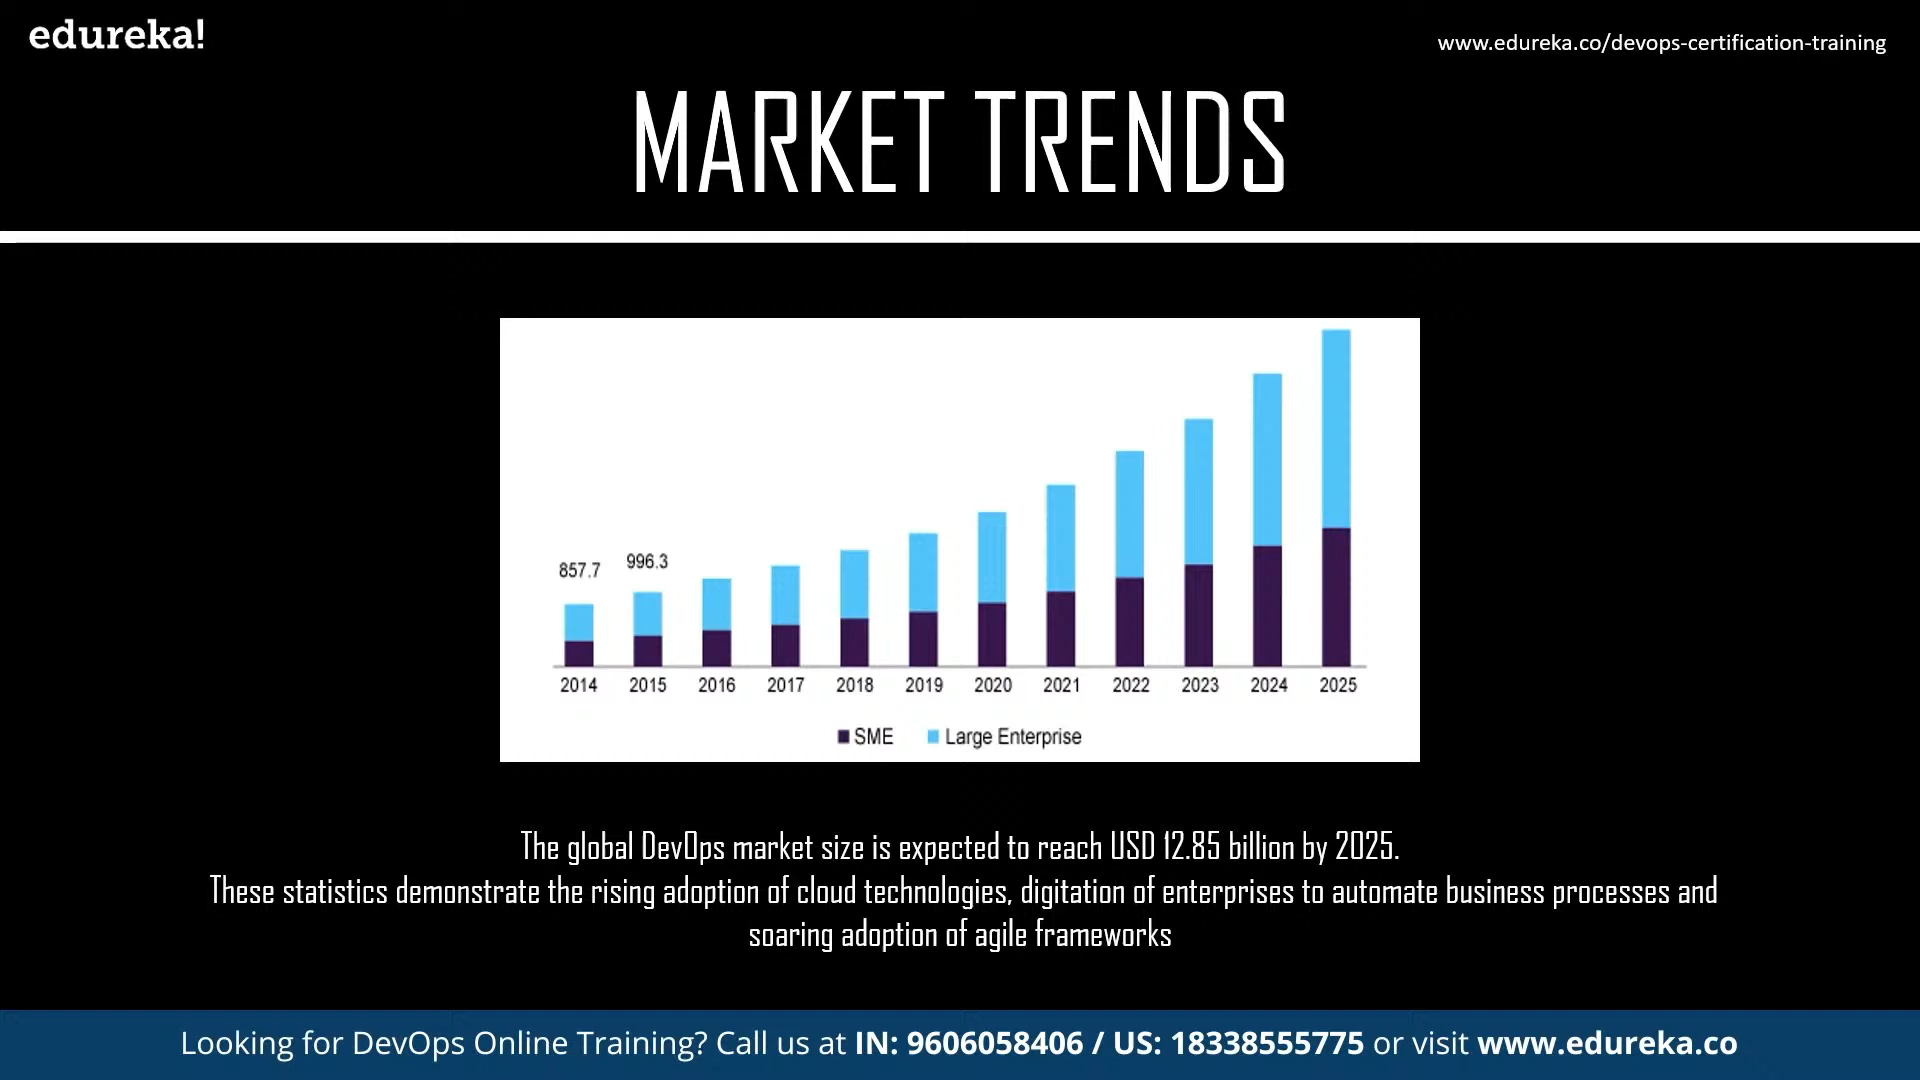 edureka!
www.edureka.co/devops-certification-training
MARKET TRENDS
857.7
996.3
2014 2015 2016 2017 2018 2019 2020 2021 2022 2023 2024 2025
SME Large Enterprise
The global DevOps market size is expected to reach USD 12.85 billion by 2025.
These statistics demonstrate the rising adoption of cloud technologies, digitation of enterprises to automate business processes and
soaring adoption of agile frameworks
Looking for DevOps Online Training? Call us at IN: 9606058406 / US: 18338555775 or visit www.edureka.co